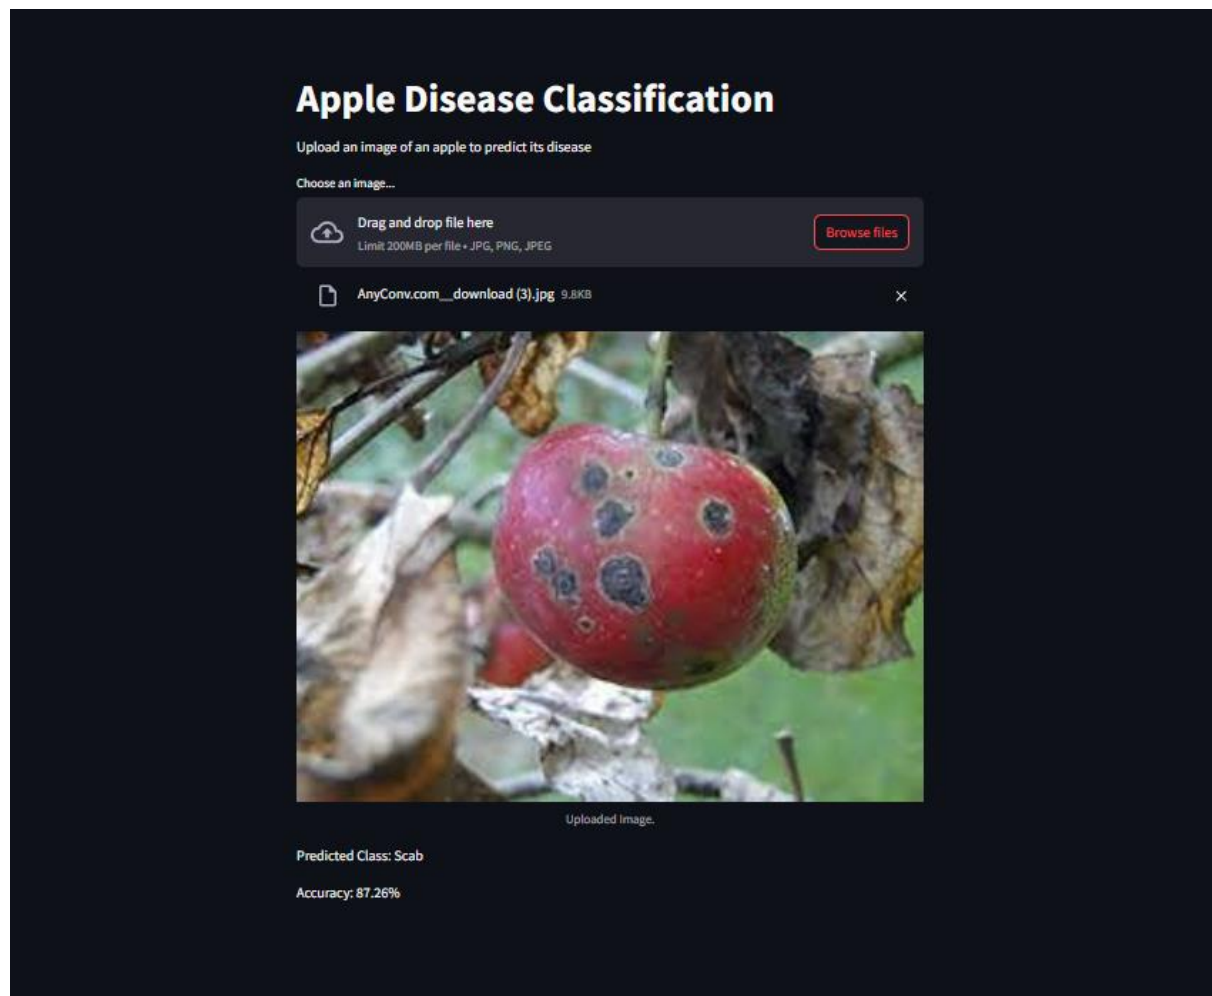 Apple Disease Classification
Upload an image of an apple to predict its disease
Choose an image...
Drag and drop file here
Limit 200MB per file • JPG, PNG, JPEG
Browse files
AnyConv.com__download (3).jpg 9.8KB
Uploaded Image.
Predicted Class: Scab
Accuracy: 87.26%